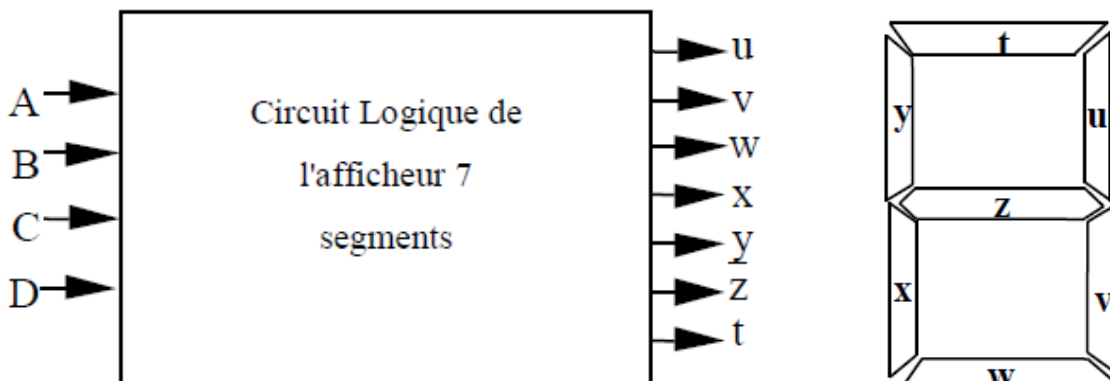 A
B
C
D
Circuit Logique de
l'afficheur 7
segments
u
v
w
x
y
z
t
t
y
u
z
x
v
w